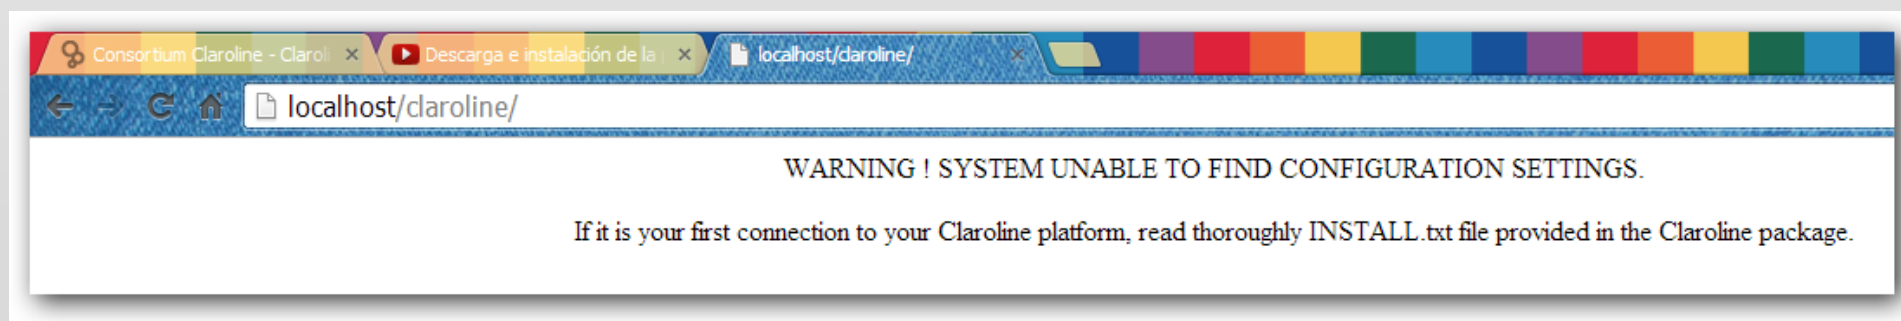 Consortium Claroline - Claroli
Descarga e instalación de la
localhost/claroline/
localhost/claroline/
WARNING ! SYSTEM UNABLE TO FIND CONFIGURATION SETTINGS.
If it is your first connection to your Claroline platform, read thoroughly INSTALL.txt file provided in the Claroline package.